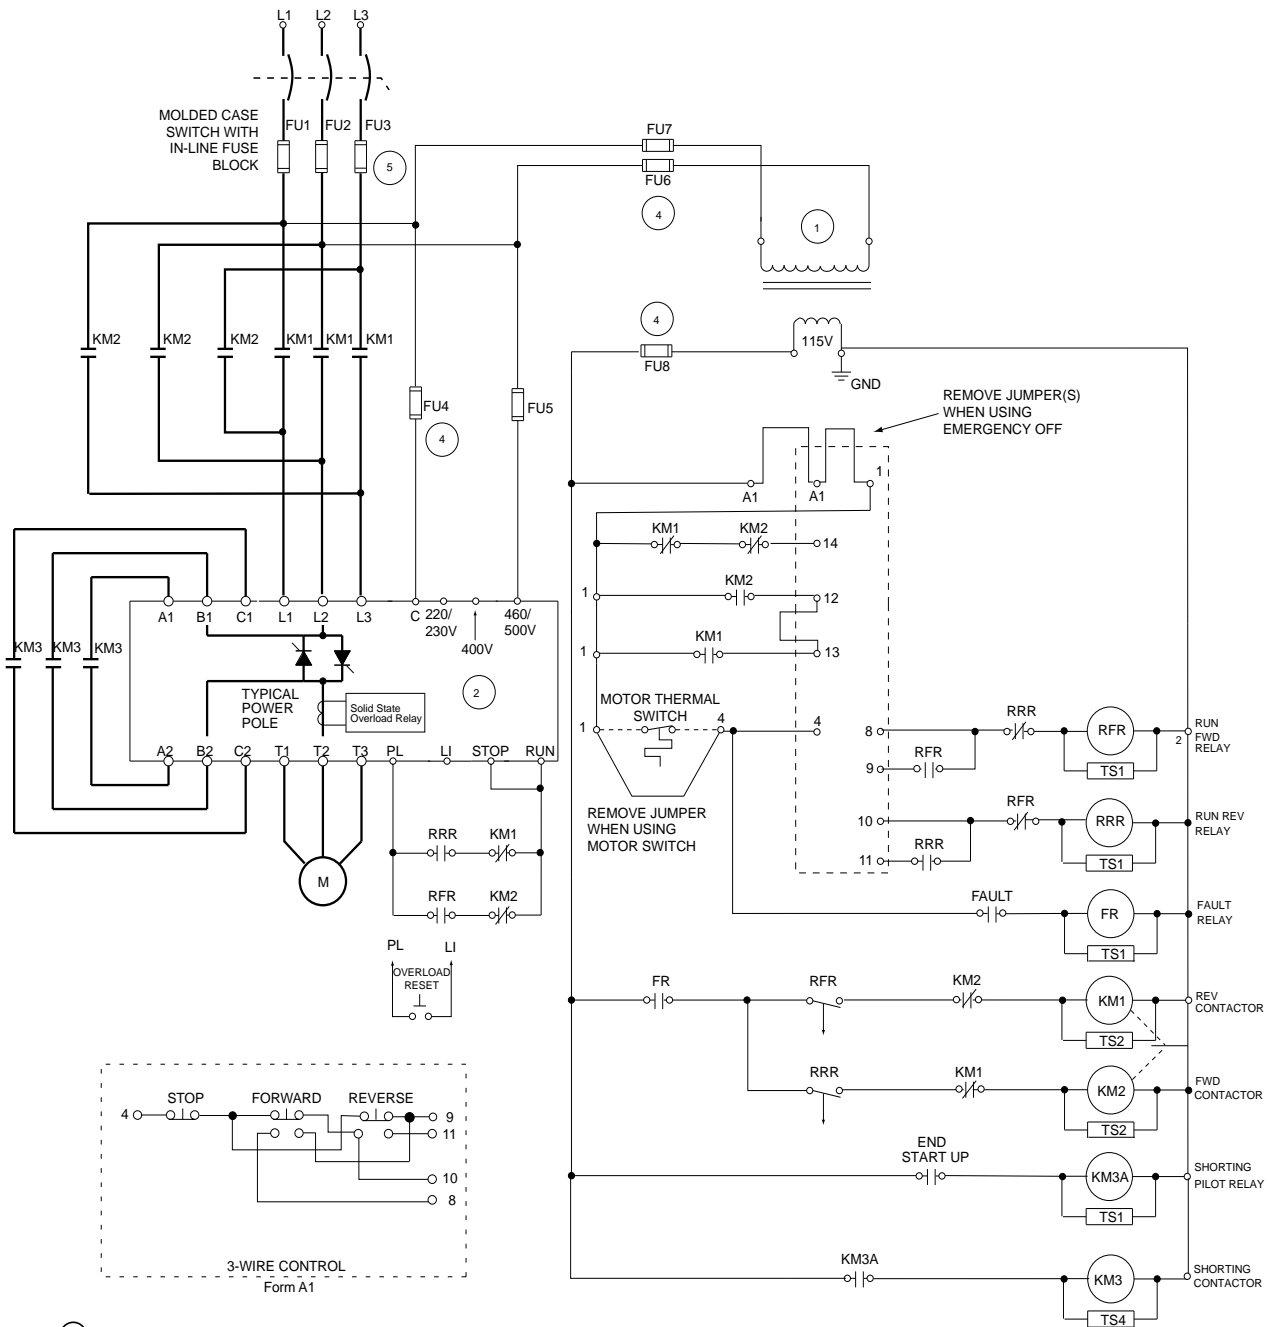 L1 L2 L3
MOLDED CASE
SWITCH WITH
IN-LINE FUSE
BLOCK
FU1 FU2 FU3
5
FU7
FU6
4
1
4
FU8
115V
GND
KM2 KM2 KM2 KM1 KM1 KM1
FU4
4
FU5
REMOVE JUMPER(S)
WHEN USING
EMERGENCY OFF
A1 A1 1
KM1 KM2 14
1 KM2 12
1 KM1 13
KM3 KM3 KM3
A1 B1 C1 L1 L2 L3 C 220/
230V
400V
460/
500V
TYPICAL
POWER
POLE
Solid State
Overload Relay
2
A2 B2 C2 T1 T2 T3 PL LI STOP RUN
M
RRR KM1
RFR KM2
PL LI
OVERLOAD
RESET
MOTOR THERMAL
SWITCH
1 4 4
REMOVE JUMPER
WHEN USING
MOTOR SWITCH
8 RRR RFR 2
TS1
RUN
FWD
RELAY
9 RFR
10 RFR RRR
TS1
RUN REV
RELAY
11 RRR
FAULT FR
TS1
FAULT
RELAY
FR RFR KM2 KM1
TS2
REV
CONTACTOR
RRR KM1 KM2
TS2
FWD
CONTACTOR
END
START UP
KM3A
TS1
SHORTING
PILOT RELAY
KM3A KM3
TS4
SHORTING
CONTACTOR
STOP FORWARD REVERSE
4 9
11
10
8
3-WIRE CONTROL
Form A1